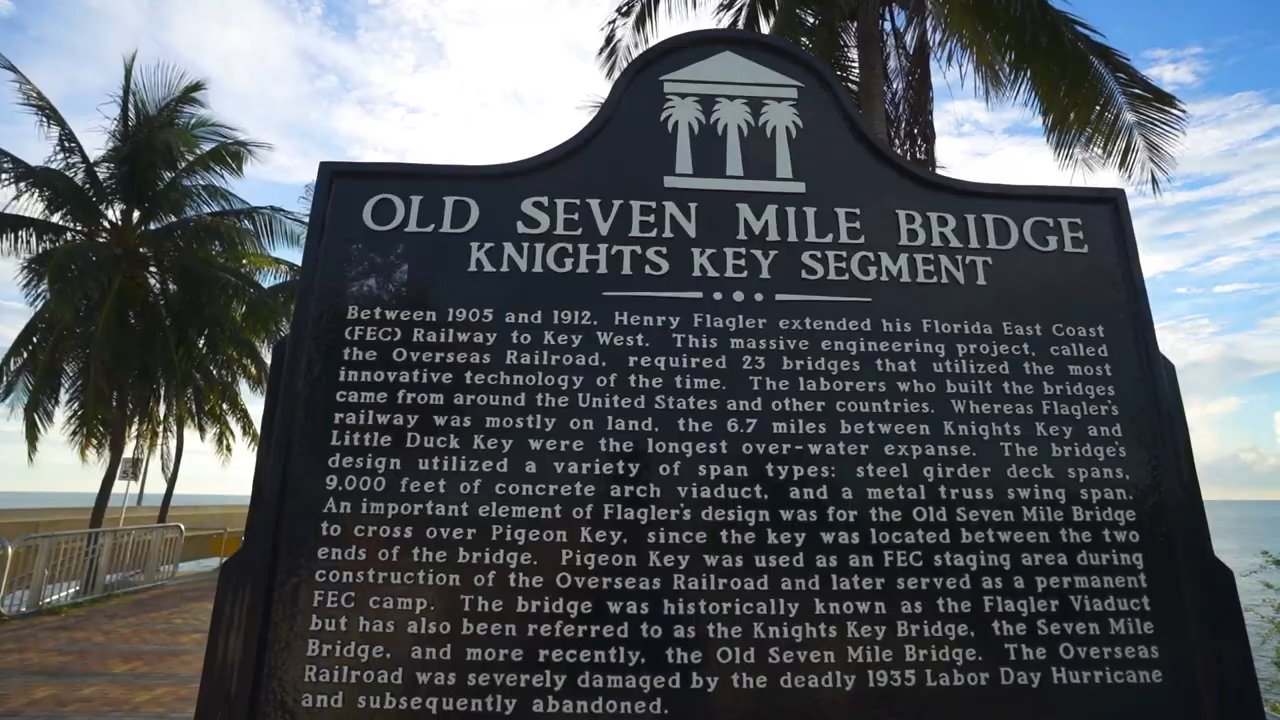 OLD SEVEN MILE BRIDGE
KNIGHTS KEY SEGMENT
Between 1905 and 1912, Henry Flagler extended his Florida East Coast
(FEC) Railway to Key West. This massive engineering project, called
the Overseas Railroad, required 23 bridges that utilized the most
innovative technology of the time. The laborers who built the bridges
came from around the United States and other countries. Whereas Flagler's
railway was mostly on land, the 6.7 miles between Knights Key and
Little Duck Key were the longest over-water expanse. The bridge's
design utilized a variety of span types: steel girder deck spans,
9,000 feet of concrete arch viaduct, and a metal truss swing span.
An important element of Flagler's design was for the Old Seven Mile Bridge
to cross over Pigeon Key, since the key was located between the two
ends of the bridge. Pigeon Key was used as an FEC staging area during
construction of the Overseas Railroad and later served as a permanent
FEC camp. The bridge was historically known as the Flagler Viaduct
but has also been referred to as the Knights Key Bridge, the Seven Mile
Bridge, and more recently, the Old Seven Mile Bridge. The Overseas
Railroad was severely damaged by the deadly 1935 Labor Day Hurricane
and subsequently abandoned.